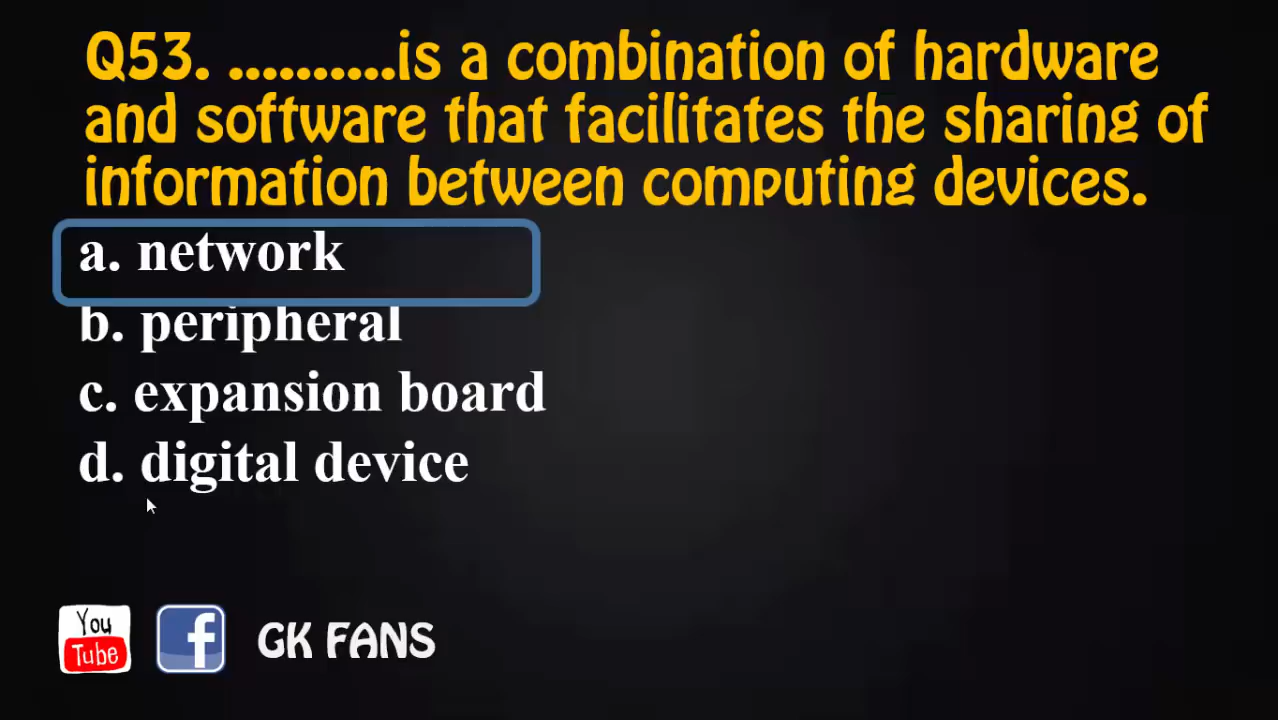 Q53. ..........is a combination of hardware
and software that facilitates the sharing of
information between computing devices.
a. network
b. peripheral
c. expansion board
d. digital device
You
Tube
f
GK FANS